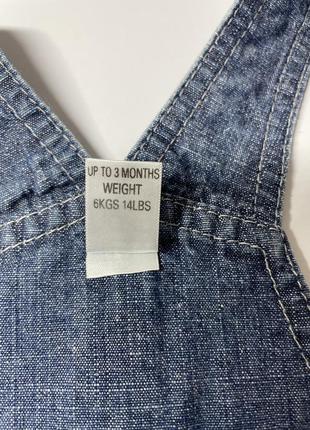 UP TO 3 MONTHS
WEIGHT
6KGS 14LBS